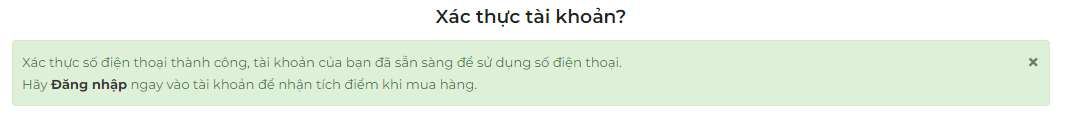 Xác thực tài khoản?
Xác thực số điện thoại thành công, tài khoản của bạn đã sẵn sàng để sử dụng số điện thoại.
Hãy Đăng nhập ngay vào tài khoản để nhận tích điểm khi mua hàng.